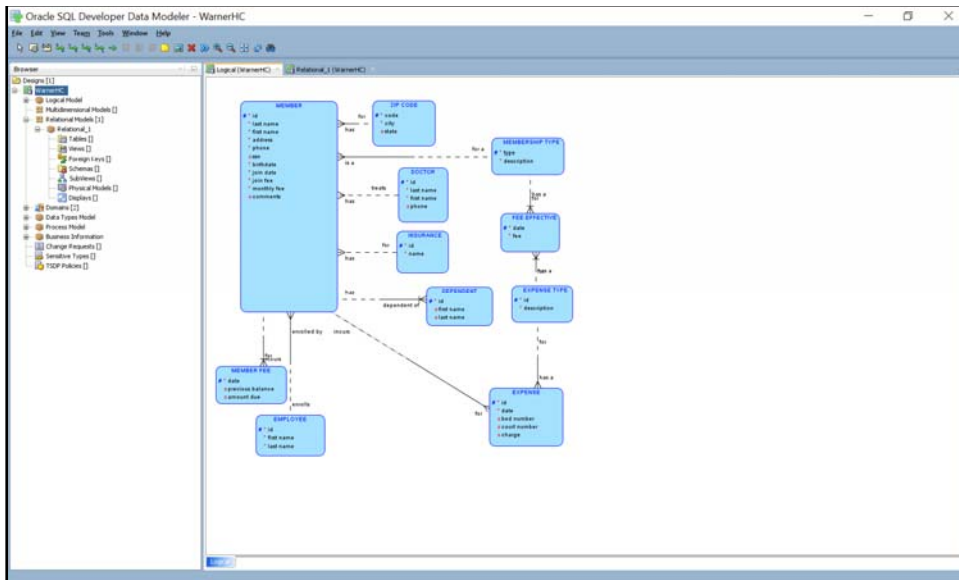 Oracle SQL Developer Data Modeler - WarnerHC
File Edit View Team Tools Window Help
Browser
Designs [1]
WarnerHC
Logical Model
Multidimensional Models []
Relational Models [1]
Relational_1
Tables []
Views []
Foreign Keys []
Schemas []
SubViews []
Physical Models []
Displays []
Domains [2]
Data Types Model
Process Model
Business Information
Change Requests []
Sensitive Types []
TSDP Policies []
Logical (WarnerHC)
Relational_1 (WarnerHC)
MEMBER
# * id
* last name
* first name
* address
* phone
o ssn
* birthdate
* join date
* join fee
* monthly fee
o comments
for
has
ZIP CODE
# * code
* city
o state
for a
is a
MEMBERSHIP TYPE
# * type
* description
treats
has
DOCTOR
# * id
* last name
* first name
o phone
has a
for
FEE EFFECTIVE
# * date
* fee
for
has
INSURANCE
# * id
* name
has a
EXPENSE TYPE
# * id
* description
has
dependent of
DEPENDENT
# * id
o first name
o last name
enrolled by
incurs
for
has a
for
incurs
MEMBER FEE
# * date
o previous balance
o amount due
enrolls
EMPLOYEE
# * id
* first name
* last name
for
EXPENSE
# * id
* date
o bed number
o court number
o charge
Logical